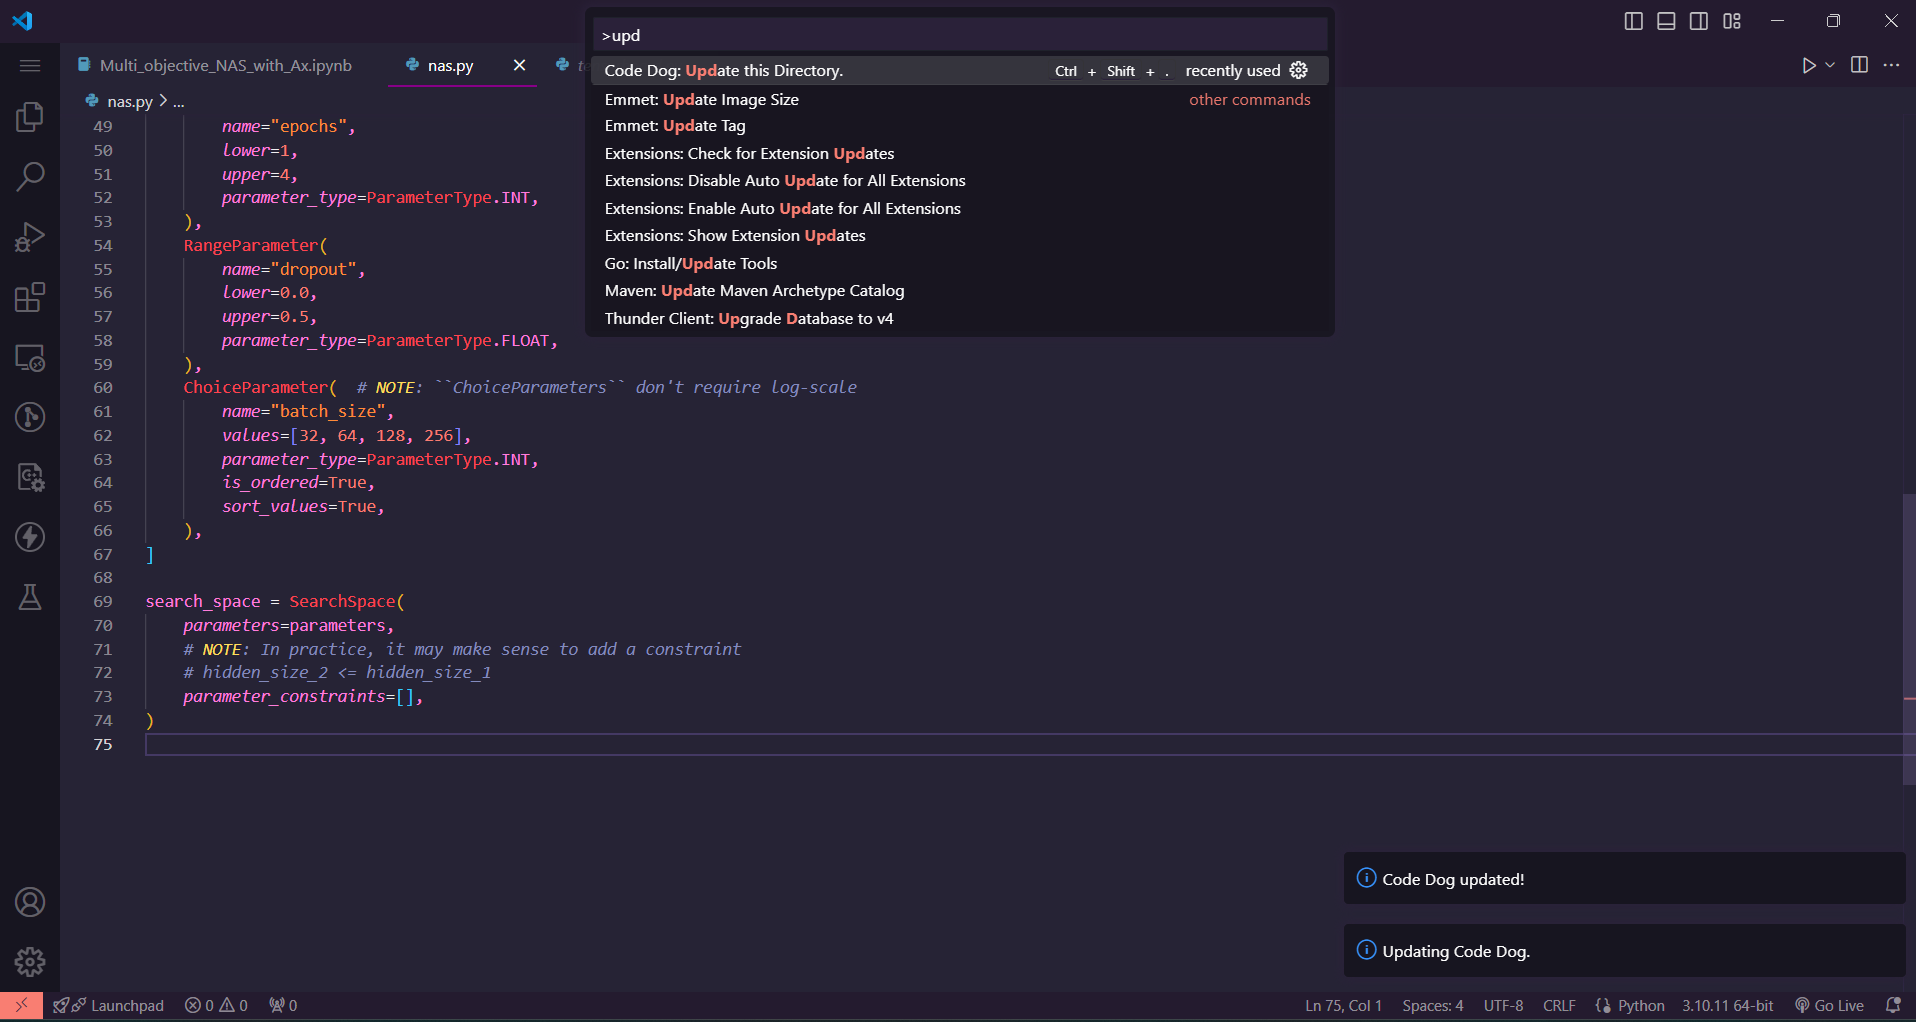 >upd
Code Dog: Update this Directory. Ctrl + Shift + . recently used
Emmet: Update Image Size other commands
Emmet: Update Tag
Extensions: Check for Extension Updates
Extensions: Disable Auto Update for All Extensions
Extensions: Enable Auto Update for All Extensions
Extensions: Show Extension Updates
Go: Install/Update Tools
Maven: Update Maven Archetype Catalog
Thunder Client: Upgrade Database to v4
Multi_objective_NAS_with_Ax.ipynb nas.py te
nas.py > ...
49 name="epochs",
50 lower=1,
51 upper=4,
52 parameter_type=ParameterType.INT,
53 ),
54 RangeParameter(
55 name="dropout",
56 lower=0.0,
57 upper=0.5,
58 parameter_type=ParameterType.FLOAT,
59 ),
60 ChoiceParameter(  # NOTE: ``ChoiceParameters`` don't require log-scale
61 name="batch_size",
62 values=[32, 64, 128, 256],
63 parameter_type=ParameterType.INT,
64 is_ordered=True,
65 sort_values=True,
66 ),
67 ]
68
69 search_space = SearchSpace(
70 parameters=parameters,
71 # NOTE: In practice, it may make sense to add a constraint
72 # hidden_size_2 <= hidden_size_1
73 parameter_constraints=[],
74 )
75
Code Dog updated!
Updating Code Dog.
Launchpad 0 0 0 Ln 75, Col 1 Spaces: 4 UTF-8 CRLF Python 3.10.11 64-bit Go Live